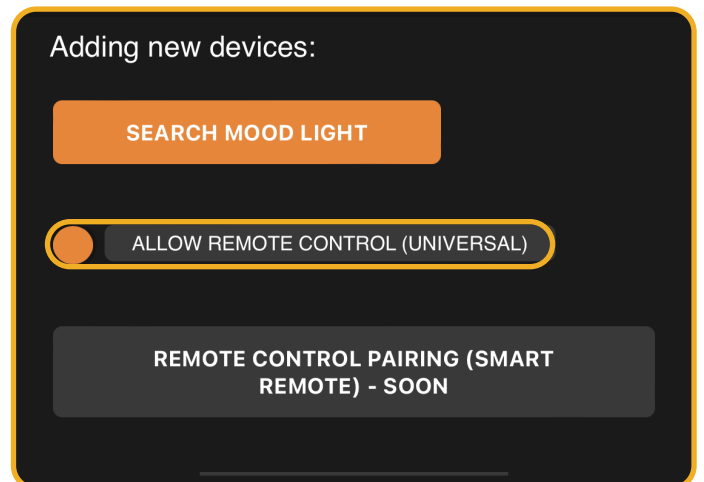 Adding new devices:
SEARCH MOOD LIGHT
ALLOW REMOTE CONTROL (UNIVERSAL)
REMOTE CONTROL PAIRING (SMART
REMOTE) - SOON